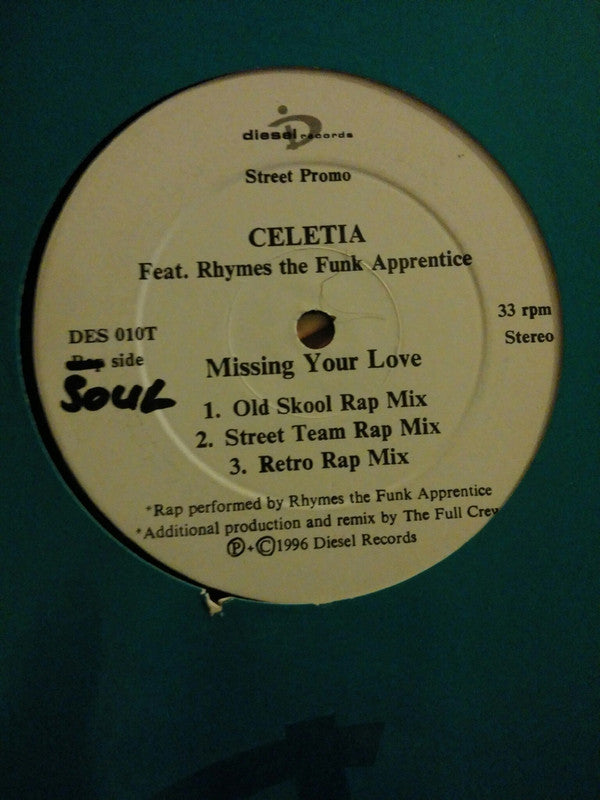 diesel records
Street Promo
CELETIA
Feat. Rhymes the Funk Apprentice
33 rpm
Stereo
DES 010T
Rap side
SOUL
Missing Your Love
1. Old Skool Rap Mix
2. Street Team Rap Mix
3. Retro Rap Mix
*Rap performed by Rhymes the Funk Apprentice
*Additional production and remix by The Full Crew
℗+©1996 Diesel Records